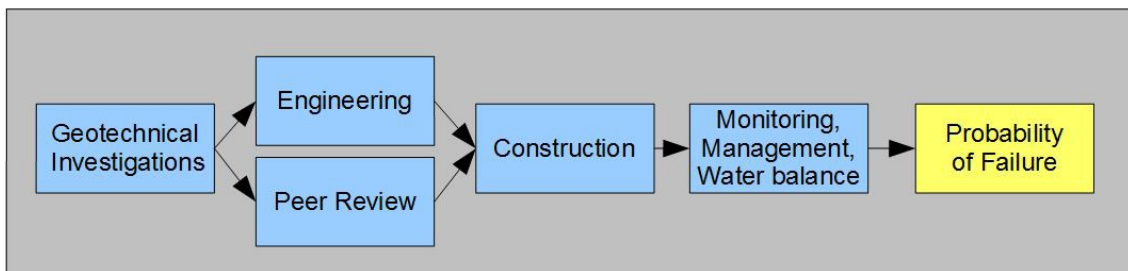 Geotechnical
Investigations
Engineering
Peer Review
Construction
Monitoring,
Management,
Water balance
Probability
of Failure